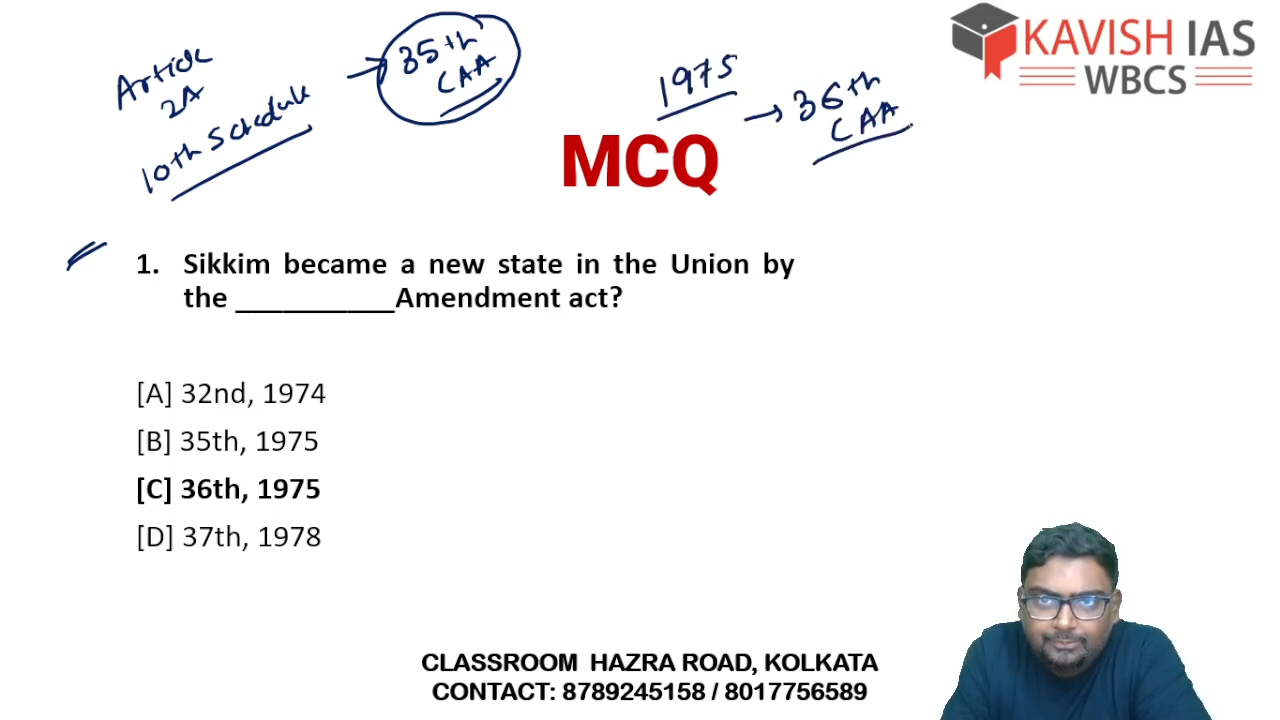 Article
2A
10th Schedule
→ 35th
CAA
1975
→ 36th
CAA
KAVISH IAS
WBCS
MCQ
1. Sikkim became a new state in the Union by
the __________Amendment act?
[A] 32nd, 1974
[B] 35th, 1975
[C] 36th, 1975
[D] 37th, 1978
CLASSROOM HAZRA ROAD, KOLKATA
CONTACT: 8789245158 / 8017756589